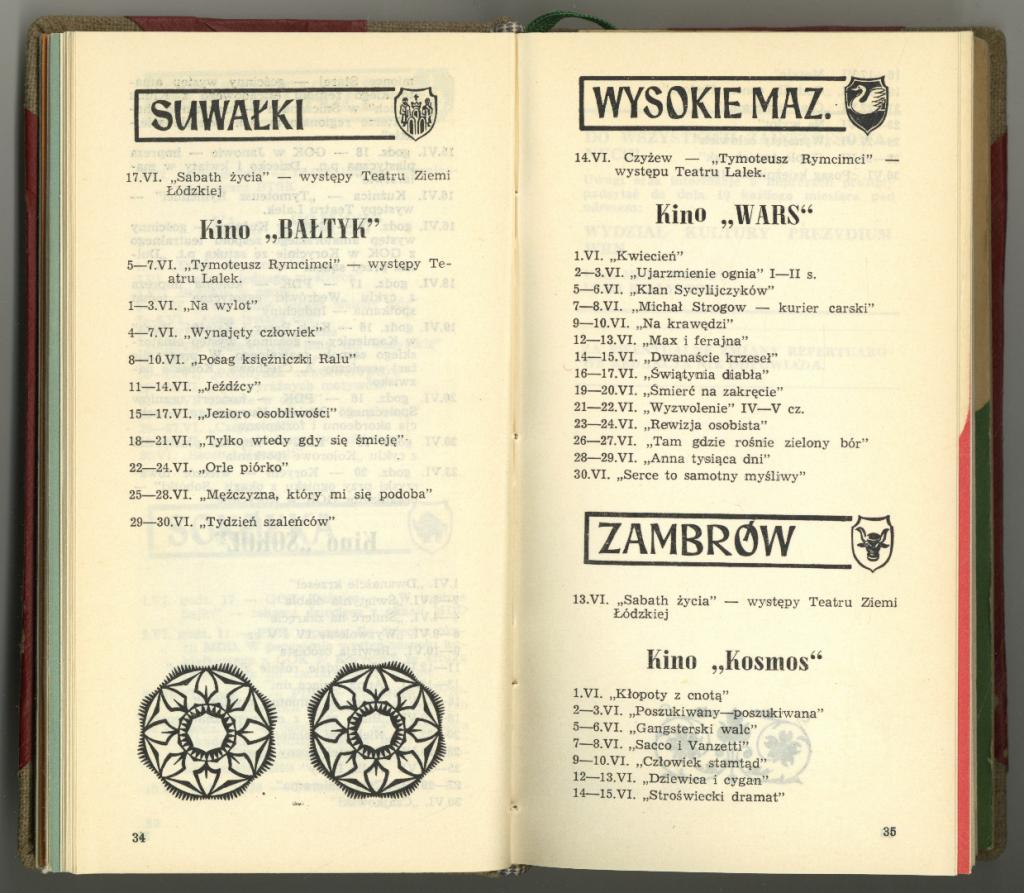 SUWAŁKI
17.VI. „Sabath życia” — występy Teatru Ziemi
Łódzkiej
Kino „BAŁTYK”
5—7.VI. „Tymoteusz Rymcimci” — występy Te-
atru Lalek.
1—3.VI. „Na wylot”
4—7.VI. „Wynajęty człowiek”
8—10.VI. „Posag księżniczki Ralu”
11—14.VI. „Jeźdźcy”
15—17.VI. „Jezioro osobliwości”
18—21.VI. „Tylko wtedy gdy się śmieję”
22—24.VI. „Orle piórko”
25—28.VI. „Mężczyzna, który mi się podoba”
29—30.VI. „Tydzień szaleńców”
34
WYSOKIE MAZ.
14.VI. Czyżew — „Tymoteusz Rymcimci” —
występu Teatru Lalek.
Kino „WARS“
1.VI. „Kwiecień”
2—3.VI. „Ujarzmienie ognia” I—II s.
5—6.VI. „Klan Sycylijczyków”
7—8.VI. „Michał Strogow — kurier carski”
9—10.VI. „Na krawędzi”
12—13.VI. „Max i ferajna”
14—15.VI. „Dwanaście krzeseł”
16—17.VI. „Świątynia diabła”
19—20.VI. „Śmierć na zakręcie”
21—22.VI. „Wyzwolenie” IV—V cz.
23—24.VI. „Rewizja osobista”
26—27.VI. „Tam gdzie rośnie zielony bór”
28—29.VI. „Anna tysiąca dni”
30.VI. „Serce to samotny myśliwy”
ZAMBRÓW
13.VI. „Sabath życia” — występy Teatru Ziemi
Łódzkiej
Kino „Kosmos“
1.VI. „Kłopoty z cnotą”
2—3.VI. „Poszukiwany—poszukiwana”
5—6.VI. „Gangsterski walc”
7—8.VI. „Sacco i Vanzetti”
9—10.VI. „Człowiek stamtąd”
12—13.VI. „Dziewica i cygan”
14—15.VI. „Stroświecki dramat”
35